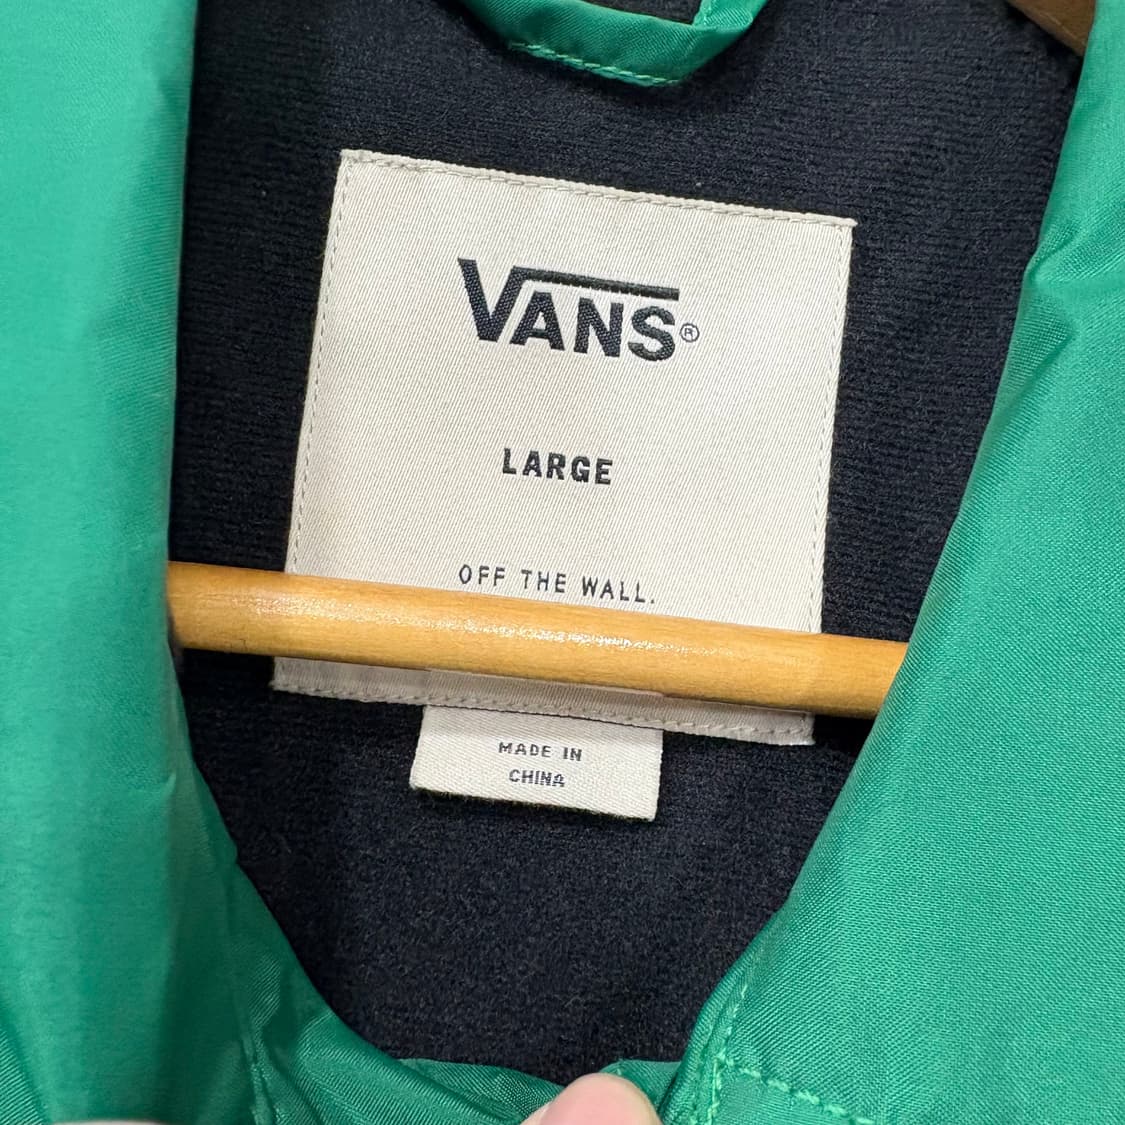 VANS®
LARGE
OFF THE WALL.
MADE IN
CHINA